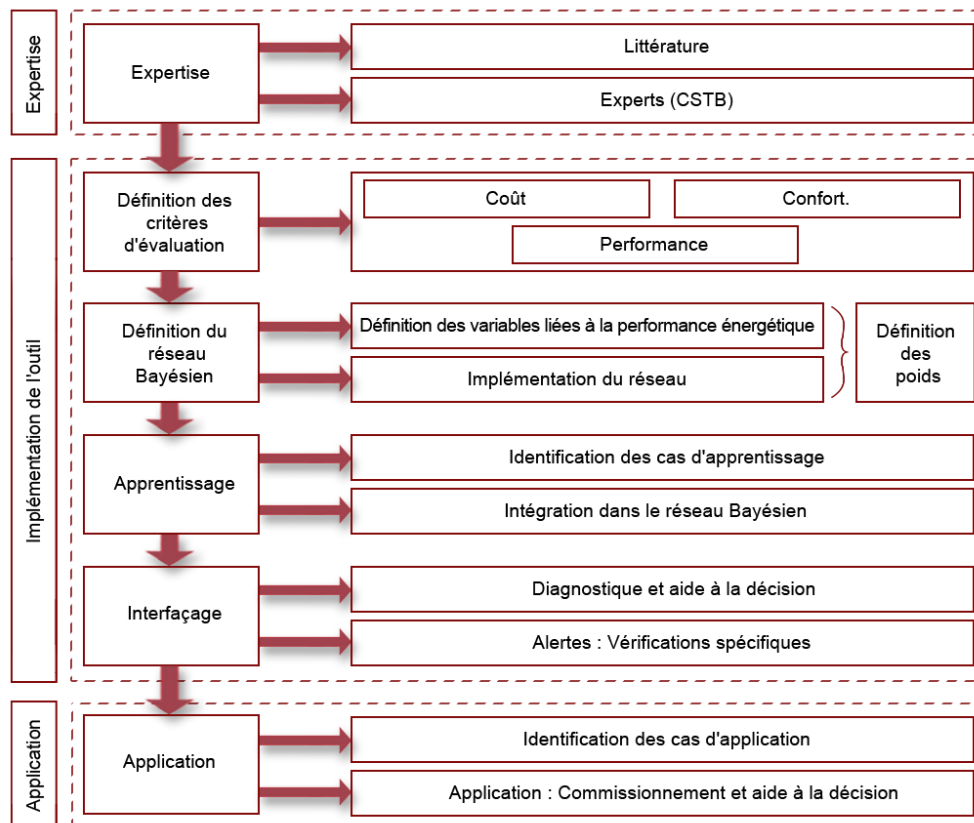 Expertise
Expertise
Littérature
Experts (CSTB)
Implémentation de l'outil
Définition des
critères
d'évaluation
Coût
Confort.
Performance
Définition du
réseau
Bayésien
Définition des variables liées à la performance énergétique
Implémentation du réseau
Définition
des
poids
Apprentissage
Identification des cas d'apprentissage
Intégration dans le réseau Bayésien
Interfaçage
Diagnostique et aide à la décision
Alertes : Vérifications spécifiques
Application
Application
Identification des cas d'application
Application : Commissionnement et aide à la décision